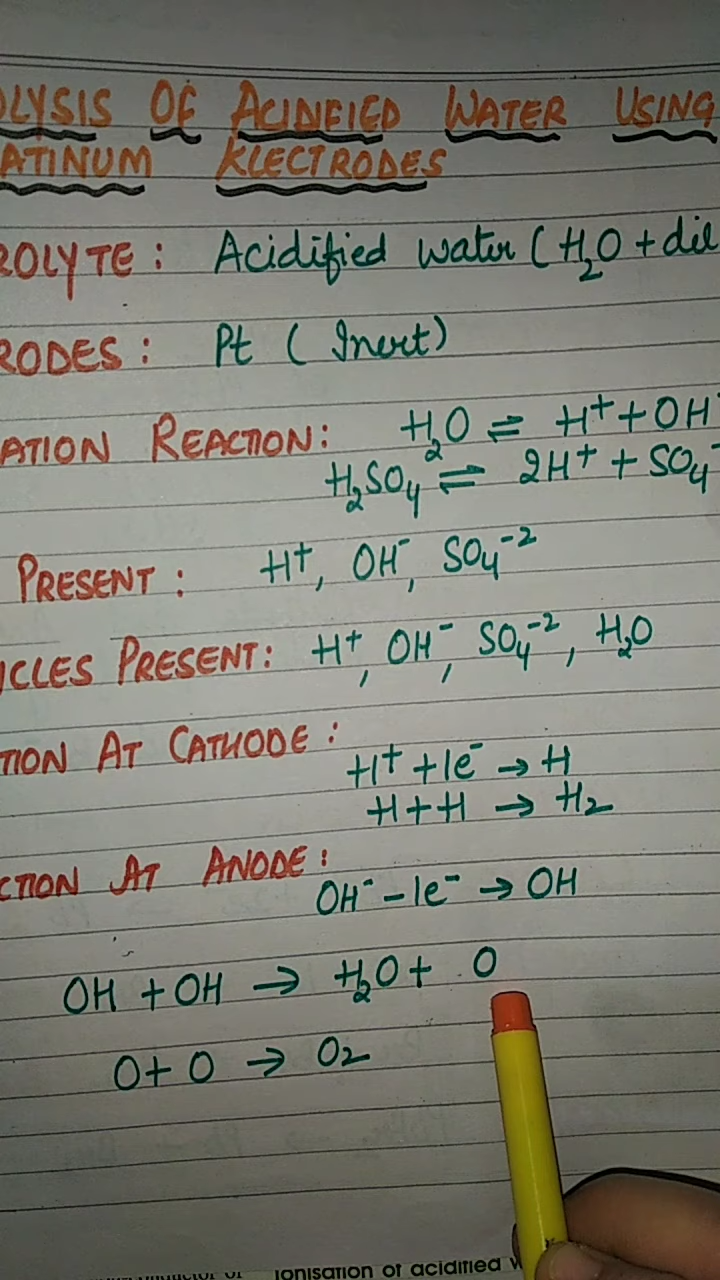 OLYSIS OF ACIDIFIED WATER USING
ATINUM ELECTRODES
ROLYTE: Acidified water (H₂O + dil
RODES: Pt (Inert)
ATION REACTION: H₂O ⇌ H⁺ + OH⁻
H₂SO₄ ⇌ 2H⁺ + SO₄⁻
PRESENT: H⁺, OH⁻, SO₄⁻²
ICLES PRESENT: H⁺, OH⁻, SO₄⁻², H₂O
TION AT CATHODE:
H⁺ + 1e⁻ → H
H + H → H₂
CTION AT ANODE:
OH⁻ - 1e⁻ → OH
OH + OH → H₂O + O
O + O → O₂
ionisation of acidified w